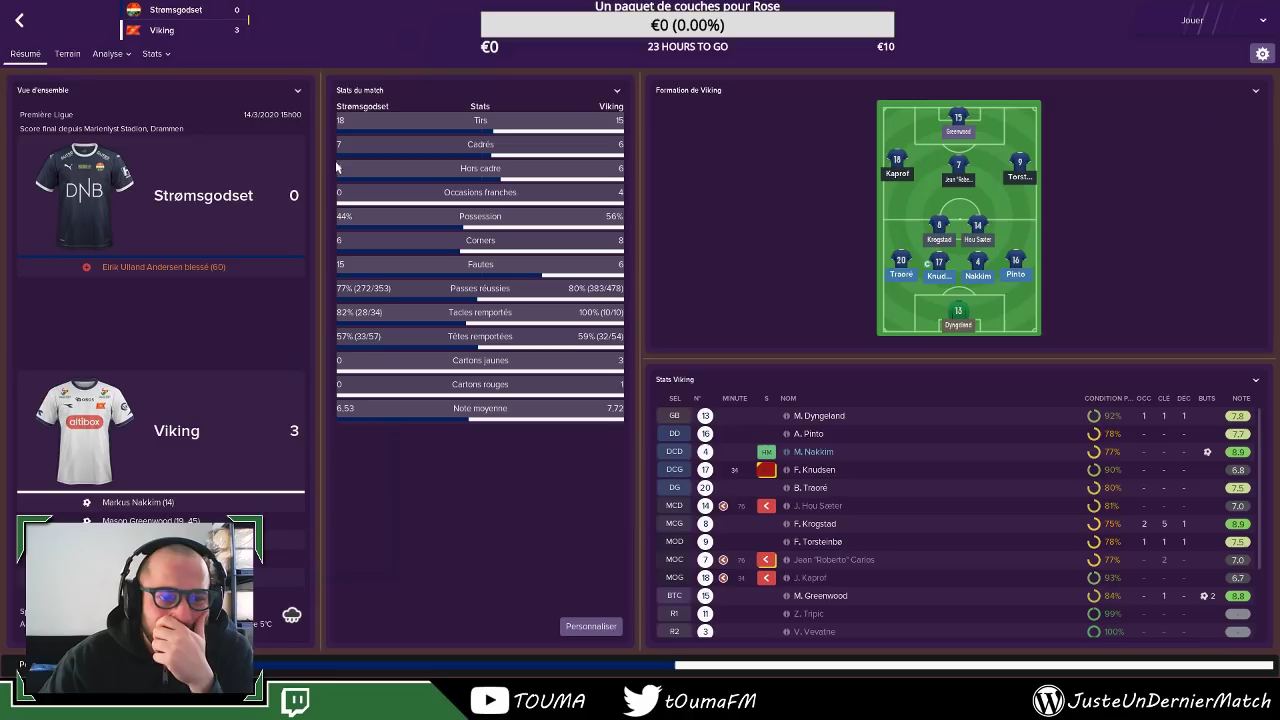 Strømsgodset 0
Viking 3
Un paquet de couches pour Rose
€0 (0.00%)
€0 23 HOURS TO GO €10
Jouer
Résumé Terrain Analyse Stats
Vue d'ensemble
Première Ligue 14/3/2020 15h00
Score final depuis Marienlyst Stadion, Drammen
DNB
Strømsgodset 0
Eirik Ulland Andersen blessé (60)
altibox
Viking 3
Markus Nakkim (14)
Mason Greenwood (19, 45)
5°C
Stats du match
Strømsgodset Stats Viking
18 Tirs 15
7 Cadrés 6
Hors cadre 6
0 Occasions franches 4
44% Possession 56%
6 Corners 8
15 Fautes 6
77% (272/353) Passes réussies 80% (383/478)
82% (28/34) Tacles remportés 100% (10/10)
57% (33/57) Têtes remportées 59% (32/54)
0 Cartons jaunes 3
0 Cartons rouges 1
6.53 Note moyenne 7.72
Personnaliser
Formation de Viking
15
Greenwood
18 7 9
Kaprof Jean "Robe... Torst...
8 14
Krogstad Hou Sæter
20 17 4 16
Traoré Knud... Nakkim Pinto
13
Dyngeland
Stats Viking
SEL N° MINUTE S NOM CONDITION P... OCC CLÉ DÉC BUTS NOTE
GB 13 M. Dyngeland 92% 1 1 1 - 7.8
DD 16 A. Pinto 78% - - - 7.7
DCD 4 HM M. Nakkim 77% - - - 8.9
DCG 17 34 F. Knudsen 90% - - - 6.8
DG 20 B. Traoré 80% - - - 7.5
MCD 14 76 J. Hou Sæter 81% - - - 7.0
MCG 8 F. Krogstad 75% 2 5 1 8.9
MOD 9 F. Torsteinbø 78% 1 1 1 7.5
MOC 7 76 Jean "Roberto" Carlos 77% - 2 - 7.0
MOG 18 34 J. Kaprof 93% - - - 6.7
BTC 15 M. Greenwood 84% - 1 - 2 8.8
R1 11 Z. Tripic 99% - - - -
R2 3 V. Vevatne 100% - - - -
TOUMA
tOumaFM
JusteUnDernierMatch